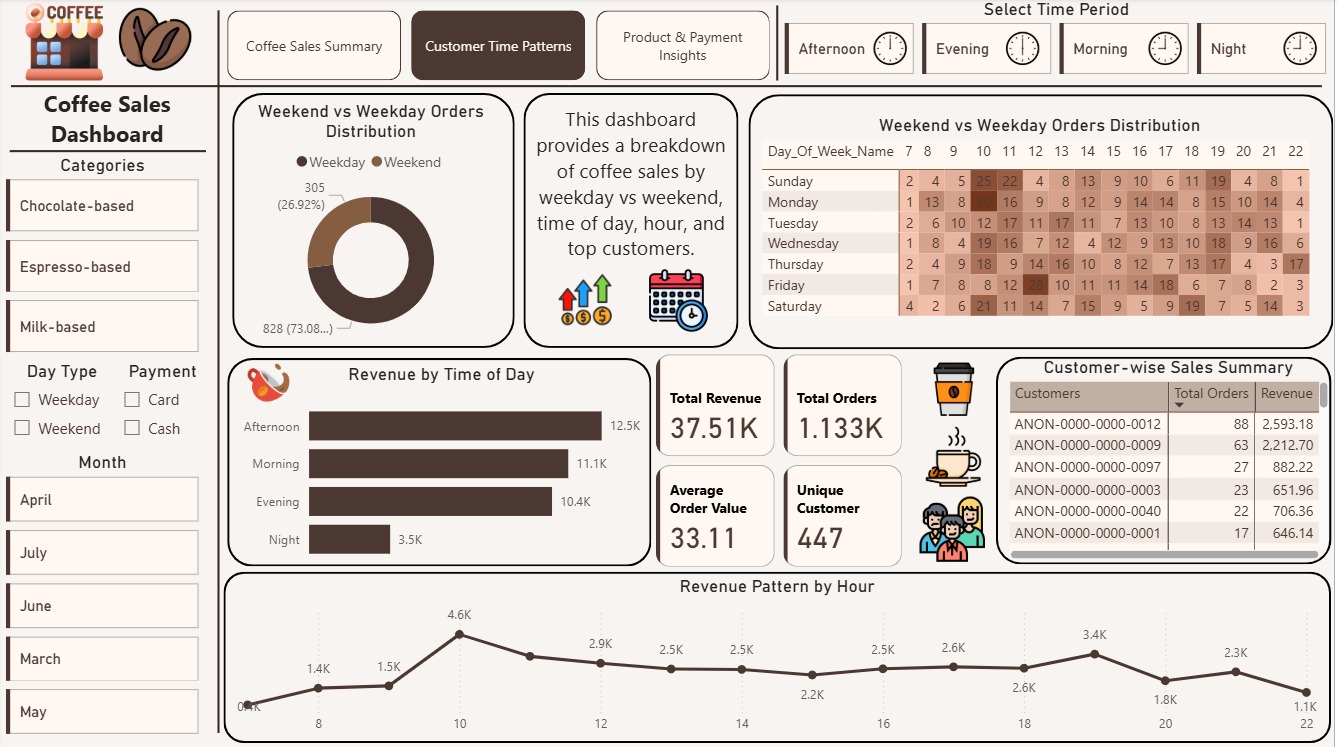 COFFEE
Coffee Sales Summary
Customer Time Patterns
Product & Payment
Insights
Select Time Period
Afternoon
Evening
Morning
Night
Coffee Sales
Dashboard
Categories
Chocolate-based
Espresso-based
Milk-based
Day Type
Payment
Weekday
Card
Weekend
Cash
Month
April
July
June
March
May
Weekend vs Weekday Orders
Distribution
Weekday Weekend
305
(26.92%)
828 (73.08...)
This dashboard
provides a breakdown
of coffee sales by
weekday vs weekend,
time of day, hour, and
top customers.
Weekend vs Weekday Orders Distribution
Day_Of_Week_Name 7 8 9 10 11 12 13 14 15 16 17 18 19 20 21 22
Sunday 2 4 5 25 22 4 8 13 9 10 6 11 19 4 8 1
Monday 1 13 8 16 9 8 12 9 14 14 8 15 10 14 4
Tuesday 2 6 10 12 17 11 17 11 7 13 10 8 13 14 13 1
Wednesday 1 8 4 19 16 7 12 4 12 9 13 10 18 9 16 6
Thursday 2 4 9 18 9 14 16 10 8 12 7 13 17 4 3 17
Friday 1 7 8 8 12 28 10 11 11 14 18 6 7 8 2 3
Saturday 4 2 6 21 11 14 7 15 9 5 9 19 7 5 14 3
Revenue by Time of Day
Afternoon 12.5K
Morning 11.1K
Evening 10.4K
Night 3.5K
Total Revenue
37.51K
Total Orders
1.133K
Average
Order Value
33.11
Unique
Customer
447
Customer-wise Sales Summary
Customers Total Orders Revenue
ANON-0000-0000-0012 88 2,593.18
ANON-0000-0000-0009 63 2,212.70
ANON-0000-0000-0097 27 882.22
ANON-0000-0000-0003 23 651.96
ANON-0000-0000-0040 22 706.36
ANON-0000-0000-0001 17 646.14
Revenue Pattern by Hour
1.4K 1.5K 4.6K 2.9K 2.5K 2.5K 2.2K 2.5K 2.6K 2.6K 3.4K 1.8K 2.3K 1.1K
8 10 12 14 16 18 20 22